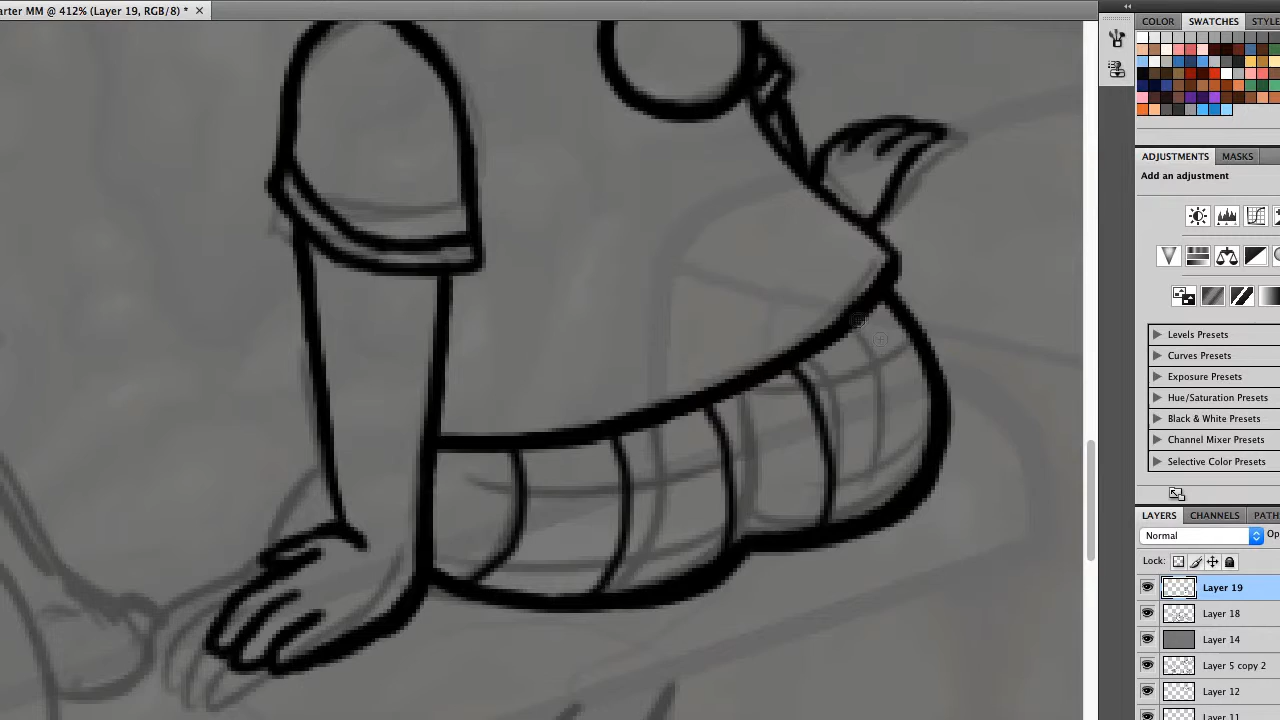 arter MM @ 412% (Layer 19, RGB/8) *
COLOR SWATCHES STYLE
ADJUSTMENTS MASKS
Add an adjustment
Levels Presets
Curves Presets
Exposure Presets
Hue/Saturation Presets
Black & White Presets
Channel Mixer Presets
Selective Color Presets
LAYERS CHANNELS PATH
Normal Op
Lock:
Layer 19
Layer 18
Layer 14
Layer 5 copy 2
Layer 12
Layer 11